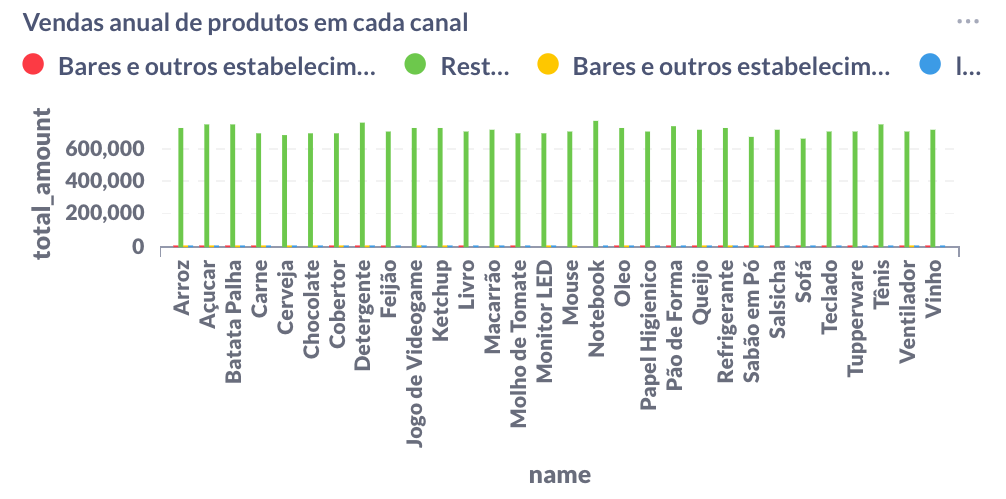 Vendas anual de produtos em cada canal
Bares e outros estabelecim...
Rest...
Bares e outros estabelecim...
I...
total_amount
600,000
400,000
200,000
0
Arroz
Açucar
Batata Palha
Carne
Cerveja
Chocolate
Cobertor
Detergente
Feijão
Jogo de Videogame
Ketchup
Livro
Macarrão
Molho de Tomate
Monitor LED
Mouse
Notebook
Oleo
Papel Higienico
Pão de Forma
Queijo
Refrigerante
Sabão em Pó
Salsicha
Sofá
Teclado
Tupperware
Tênis
Ventilador
Vinho
name